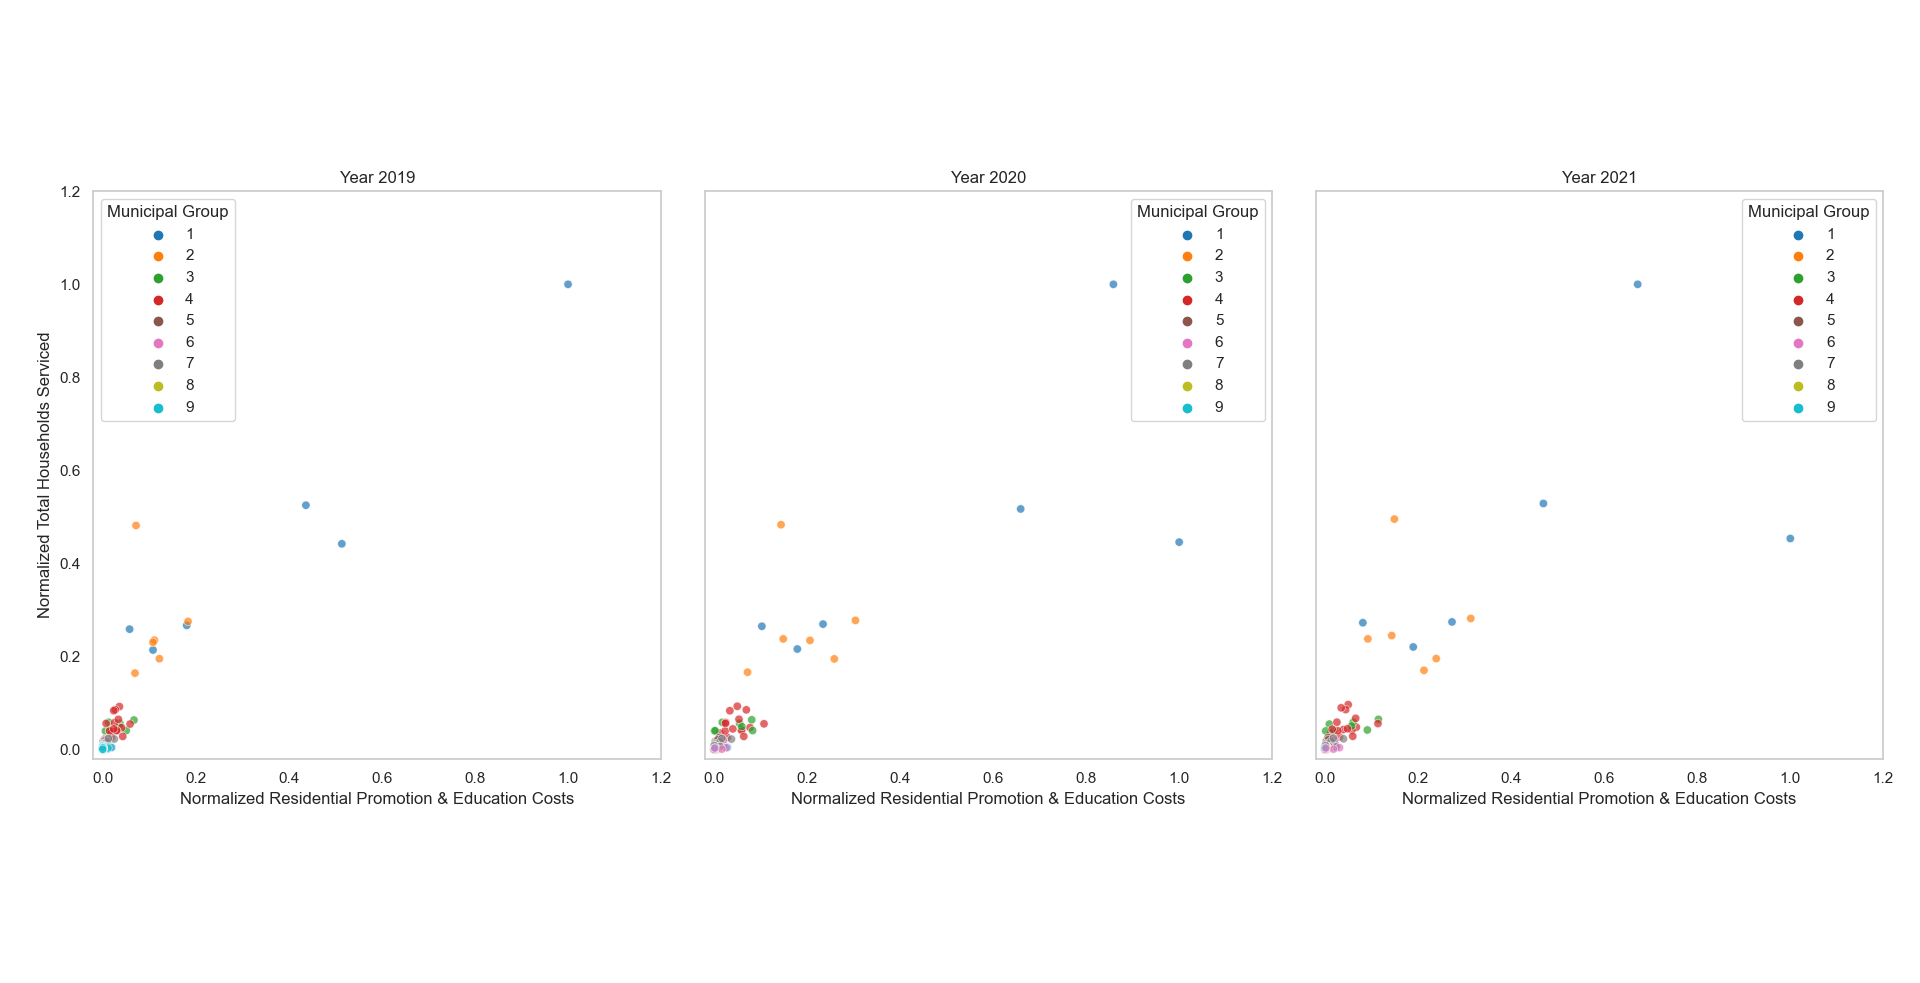 Year 2019
Year 2020
Year 2021
Normalized Total Households Serviced
1.2
1.0
0.8
0.6
0.4
0.2
0.0
Municipal Group
1
2
3
4
5
6
7
8
9
0.0 0.2 0.4 0.6 0.8 1.0 1.2
Normalized Residential Promotion & Education Costs
Municipal Group
1
2
3
4
5
6
7
8
9
0.0 0.2 0.4 0.6 0.8 1.0 1.2
Normalized Residential Promotion & Education Costs
Municipal Group
1
2
3
4
5
6
7
8
9
0.0 0.2 0.4 0.6 0.8 1.0 1.2
Normalized Residential Promotion & Education Costs